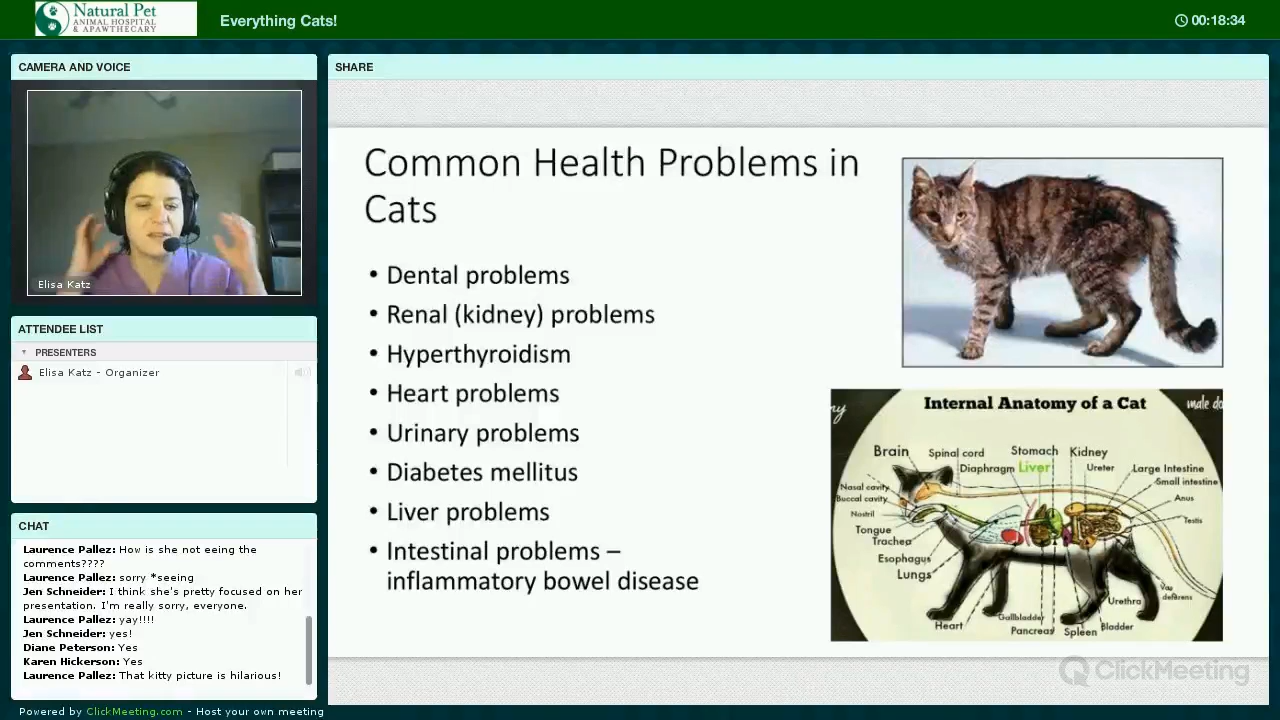 Natural Pet
ANIMAL HOSPITAL
& APAWTHECARY
Everything Cats!
00:18:34
CAMERA AND VOICE
Elisa Katz
ATTENDEE LIST
PRESENTERS
Elisa Katz - Organizer
CHAT
Laurence Pallez: How is she not eeing the
comments????
Laurence Pallez: sorry *seeing
Jen Schneider: I think she's pretty focused on her
presentation. I'm really sorry, everyone.
Laurence Pallez: yay!!!!
Jen Schneider: yes!
Diane Peterson: Yes
Karen Hickerson: Yes
Laurence Pallez: That kitty picture is hilarious!
Powered by ClickMeeting.com - Host your own meeting
SHARE
Common Health Problems in
Cats
• Dental problems
• Renal (kidney) problems
• Hyperthyroidism
• Heart problems
• Urinary problems
• Diabetes mellitus
• Liver problems
• Intestinal problems –
inflammatory bowel disease
Internal Anatomy of a Cat
Brain
Spinal cord
Stomach
Kidney
Diaphragm
Liver
Ureter
Large Intestine
Small intestine
Nasal cavity
Buccal cavity
Anus
Nostril
Testis
Tongue
Trachea
Esophagus
Lungs
Vas
defferens
Urethra
Heart
Gallbladder
Pancreas
Spleen
Bladder
ClickMeeting